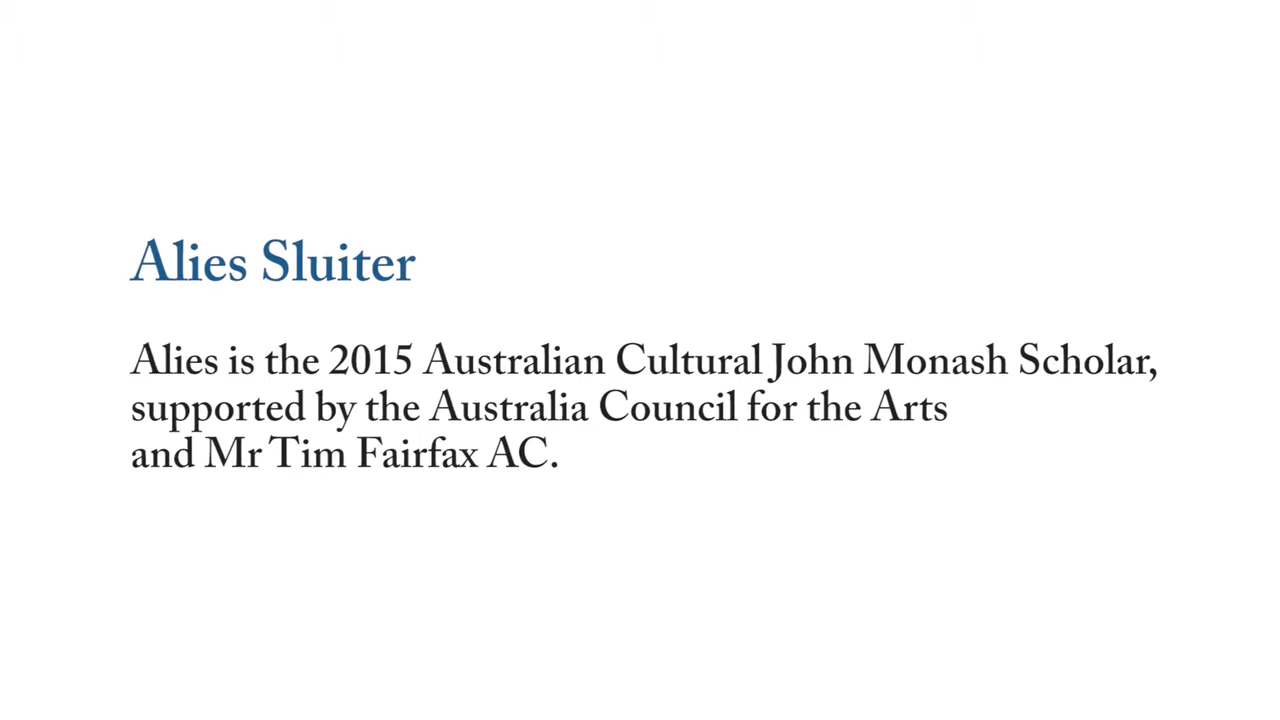 Alies Sluiter
Alies is the 2015 Australian Cultural John Monash Scholar,
supported by the Australia Council for the Arts
and Mr Tim Fairfax AC.